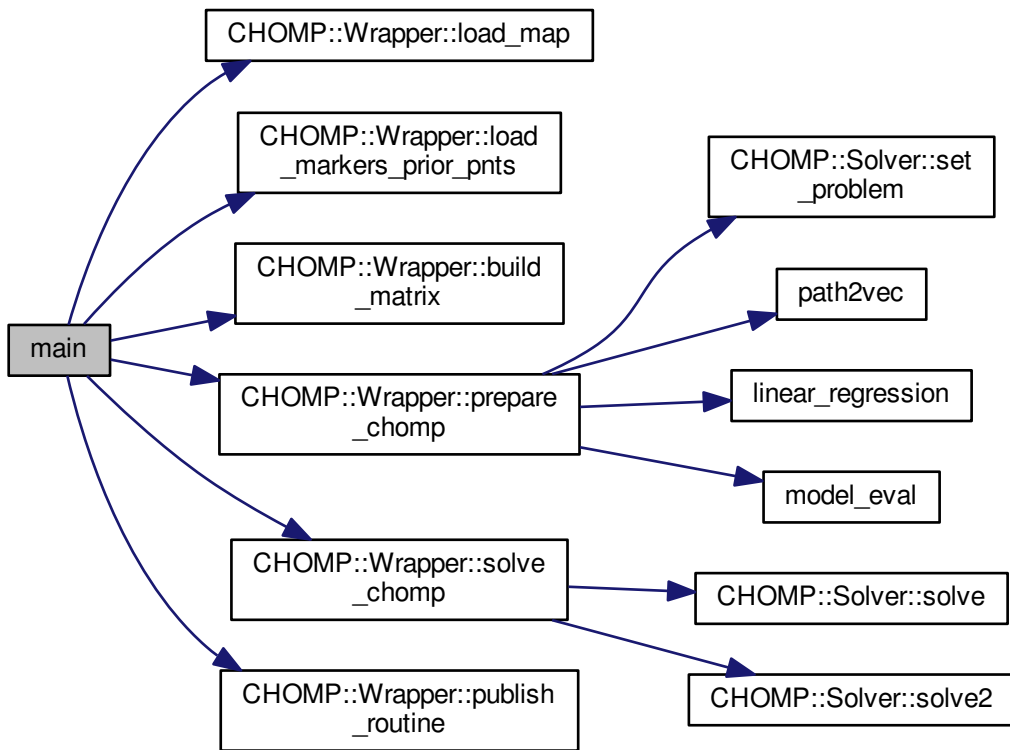 main
CHOMP::Wrapper::load_map
CHOMP::Wrapper::load
_markers_prior_pnts
CHOMP::Wrapper::build
_matrix
CHOMP::Wrapper::prepare
_chomp
CHOMP::Solver::set
_problem
path2vec
linear_regression
model_eval
CHOMP::Wrapper::solve
_chomp
CHOMP::Solver::solve
CHOMP::Solver::solve2
CHOMP::Wrapper::publish
_routine